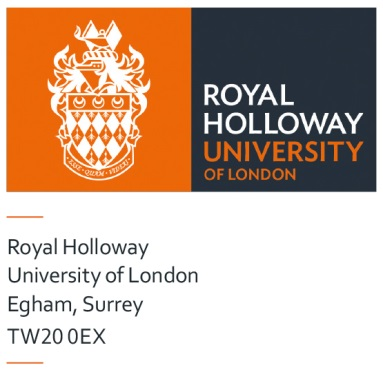 ROYAL
HOLLOWAY
UNIVERSITY
OF LONDON
Royal Holloway
University of London
Egham, Surrey
TW20 0EX